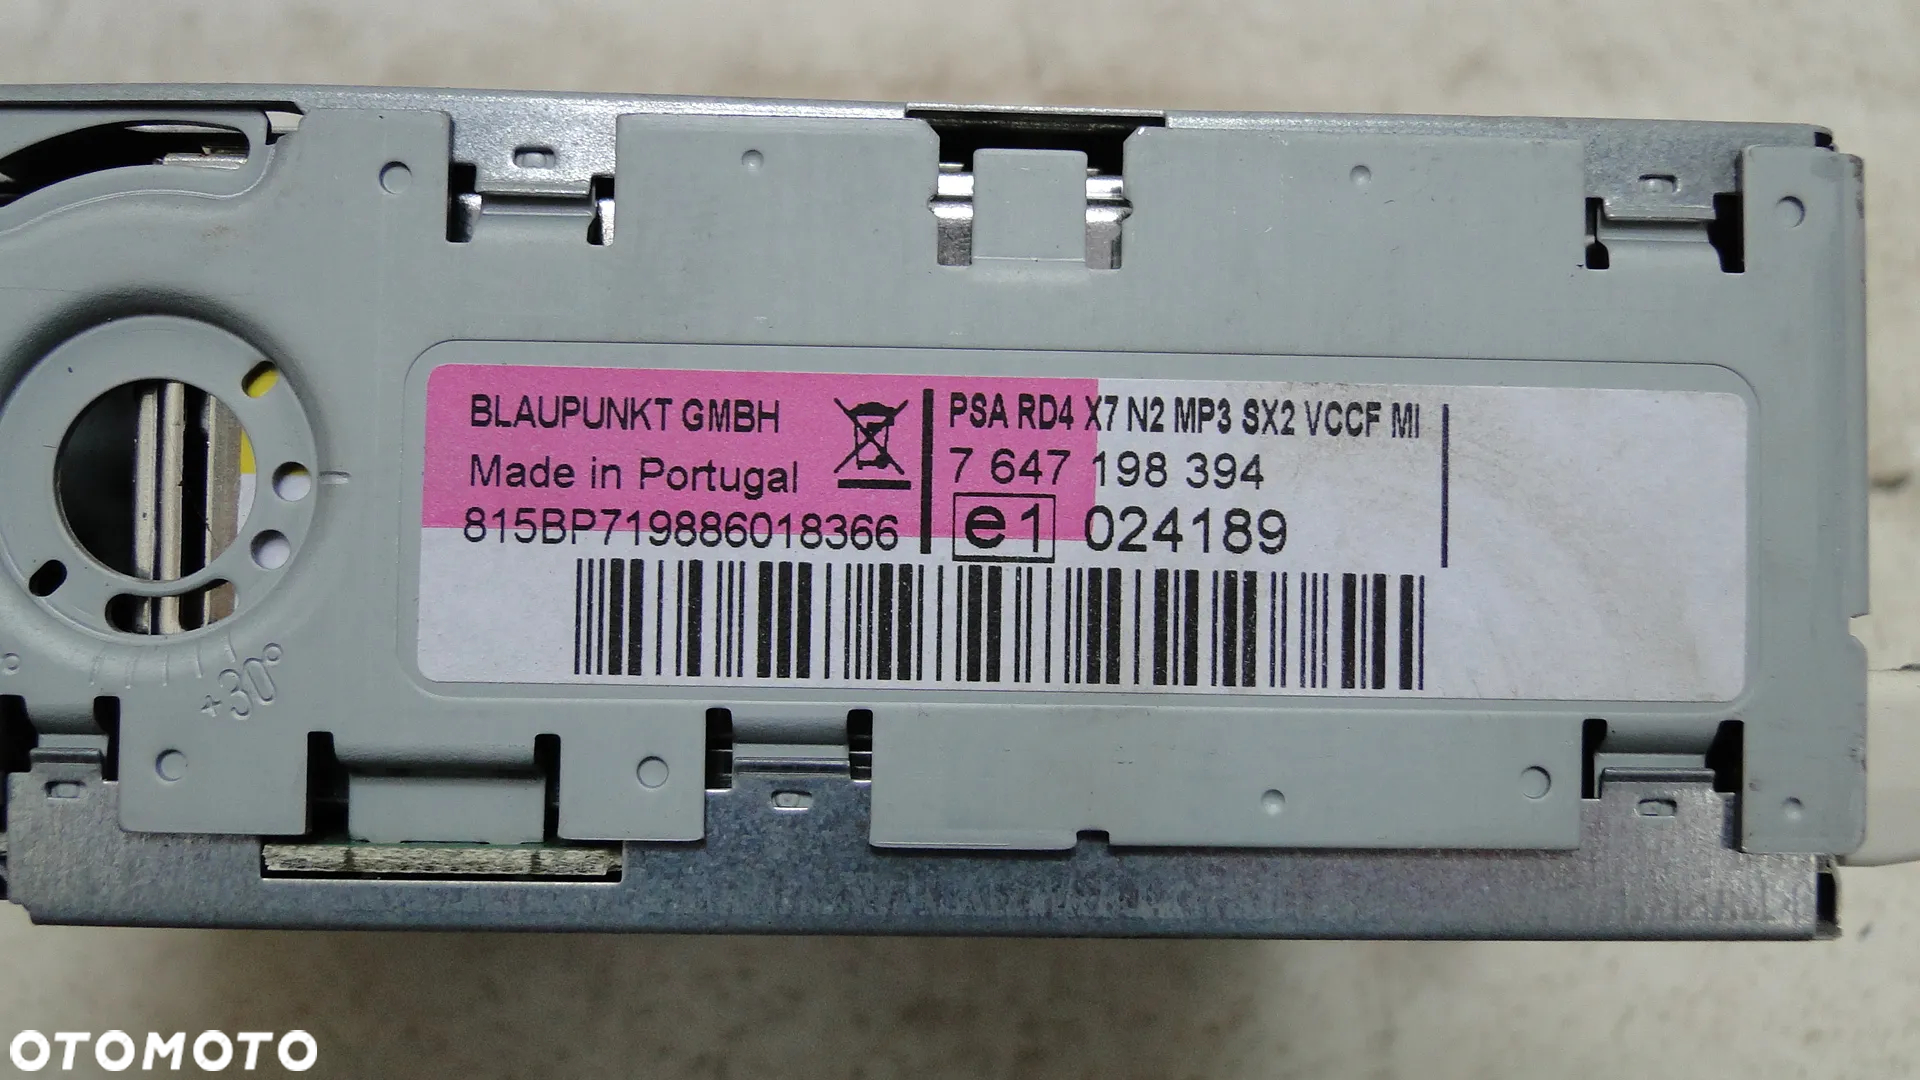 BLAUPUNKT GMBH
Made in Portugal
815BP719886018366
PSA RD4 X7 N2 MP3 SX2 VCCF MI
7 647 198 394
e1 024189
+30°
OTOMOTO